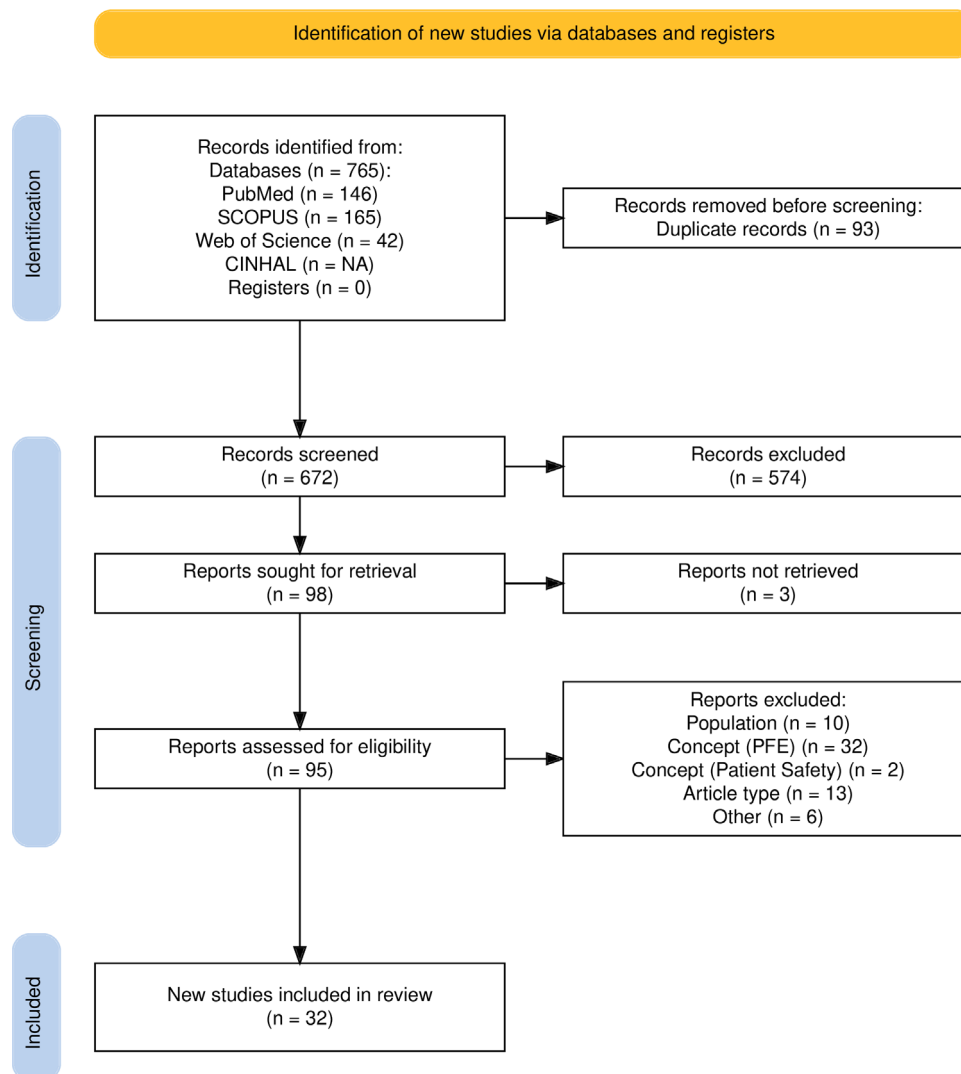 Identification of new studies via databases and registers
Identification
Records identified from:
Databases (n = 765):
PubMed (n = 146)
SCOPUS (n = 165)
Web of Science (n = 42)
CINHAL (n = NA)
Registers (n = 0)
Records removed before screening:
Duplicate records (n = 93)
Screening
Records screened
(n = 672)
Records excluded
(n = 574)
Reports sought for retrieval
(n = 98)
Reports not retrieved
(n = 3)
Reports assessed for eligibility
(n = 95)
Reports excluded:
Population (n = 10)
Concept (PFE) (n = 32)
Concept (Patient Safety) (n = 2)
Article type (n = 13)
Other (n = 6)
Included
New studies included in review
(n = 32)